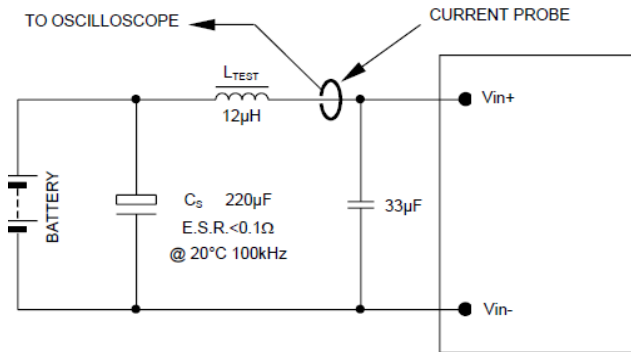 TO OSCILLOSCOPE
CURRENT PROBE
LTEST
12µH
Vin+
BATTERY
CS 220µF
E.S.R.<0.1Ω
@ 20°C 100kHz
33µF
Vin-